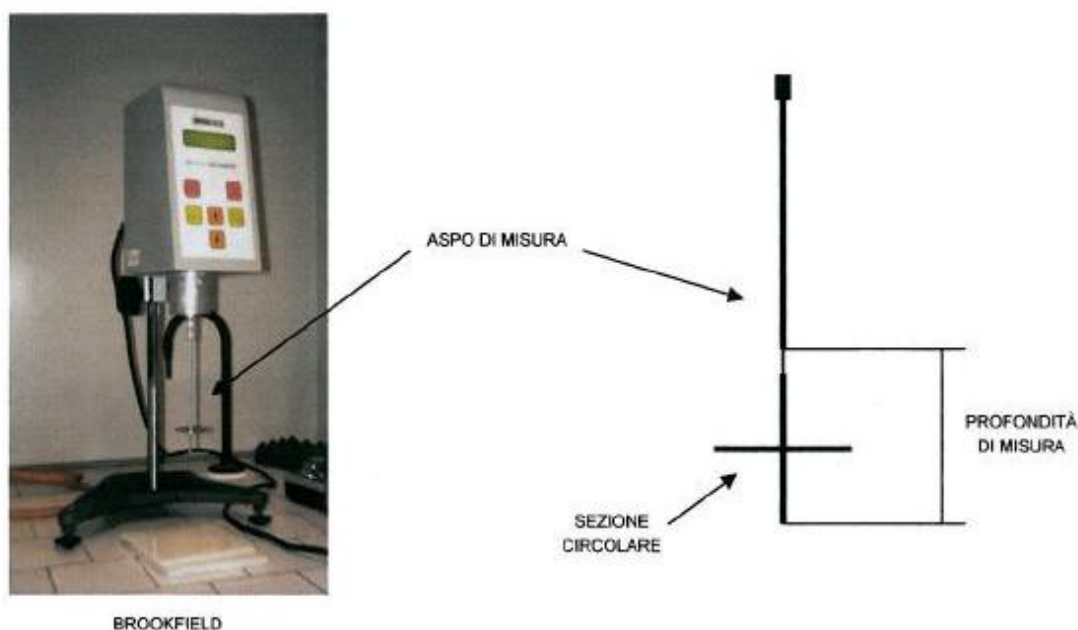 ASPO DI MISURA
PROFONDITÀ
DI MISURA
SEZIONE
CIRCOLARE
BROOKFIELD